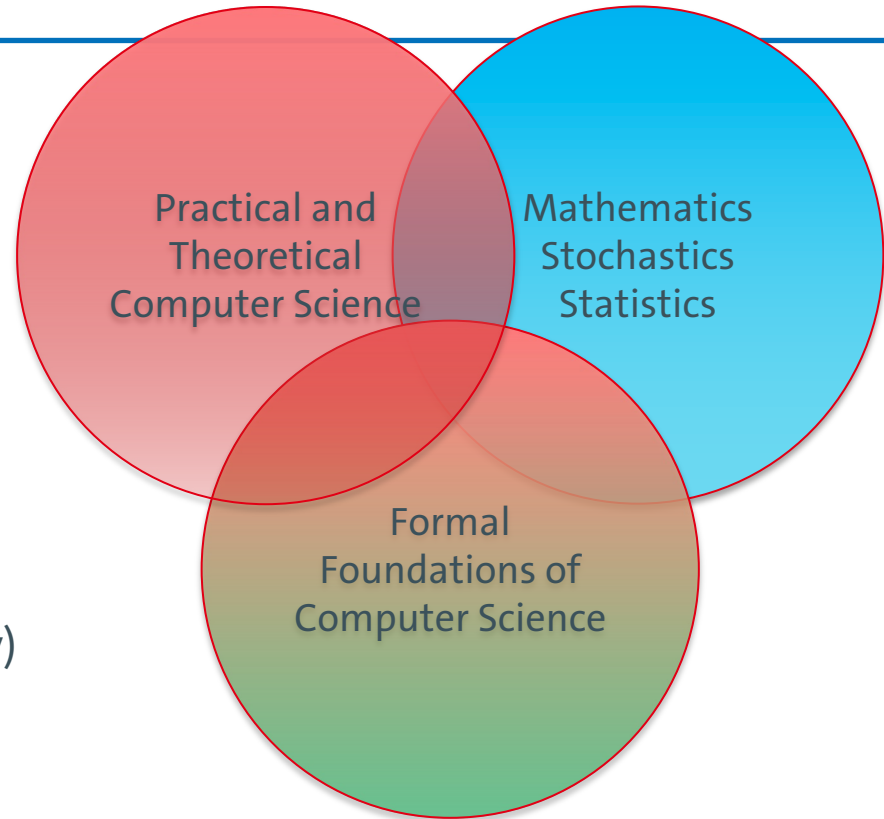 Practical and
Theoretical
Computer Science
Mathematics
Stochastics
Statistics
Formal
Foundations of
Computer Science